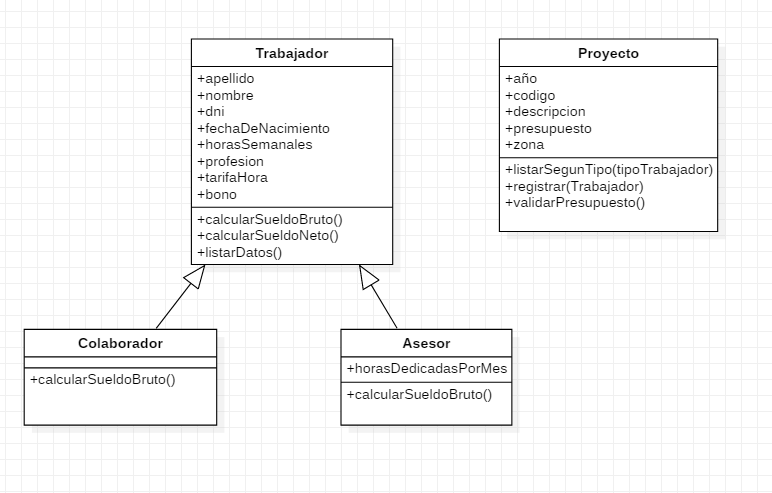 Trabajador
+apellido
+nombre
+dni
+fechaDeNacimiento
+horasSemanales
+profesion
+tarifaHora
+bono
+calcularSueldoBruto()
+calcularSueldoNeto()
+listarDatos()
Proyecto
+año
+codigo
+descripcion
+presupuesto
+zona
+listarSegunTipo(tipoTrabajador)
+registrar(Trabajador)
+validarPresupuesto()
Colaborador
+calcularSueldoBruto()
Asesor
+horasDedicadasPorMes
+calcularSueldoBruto()